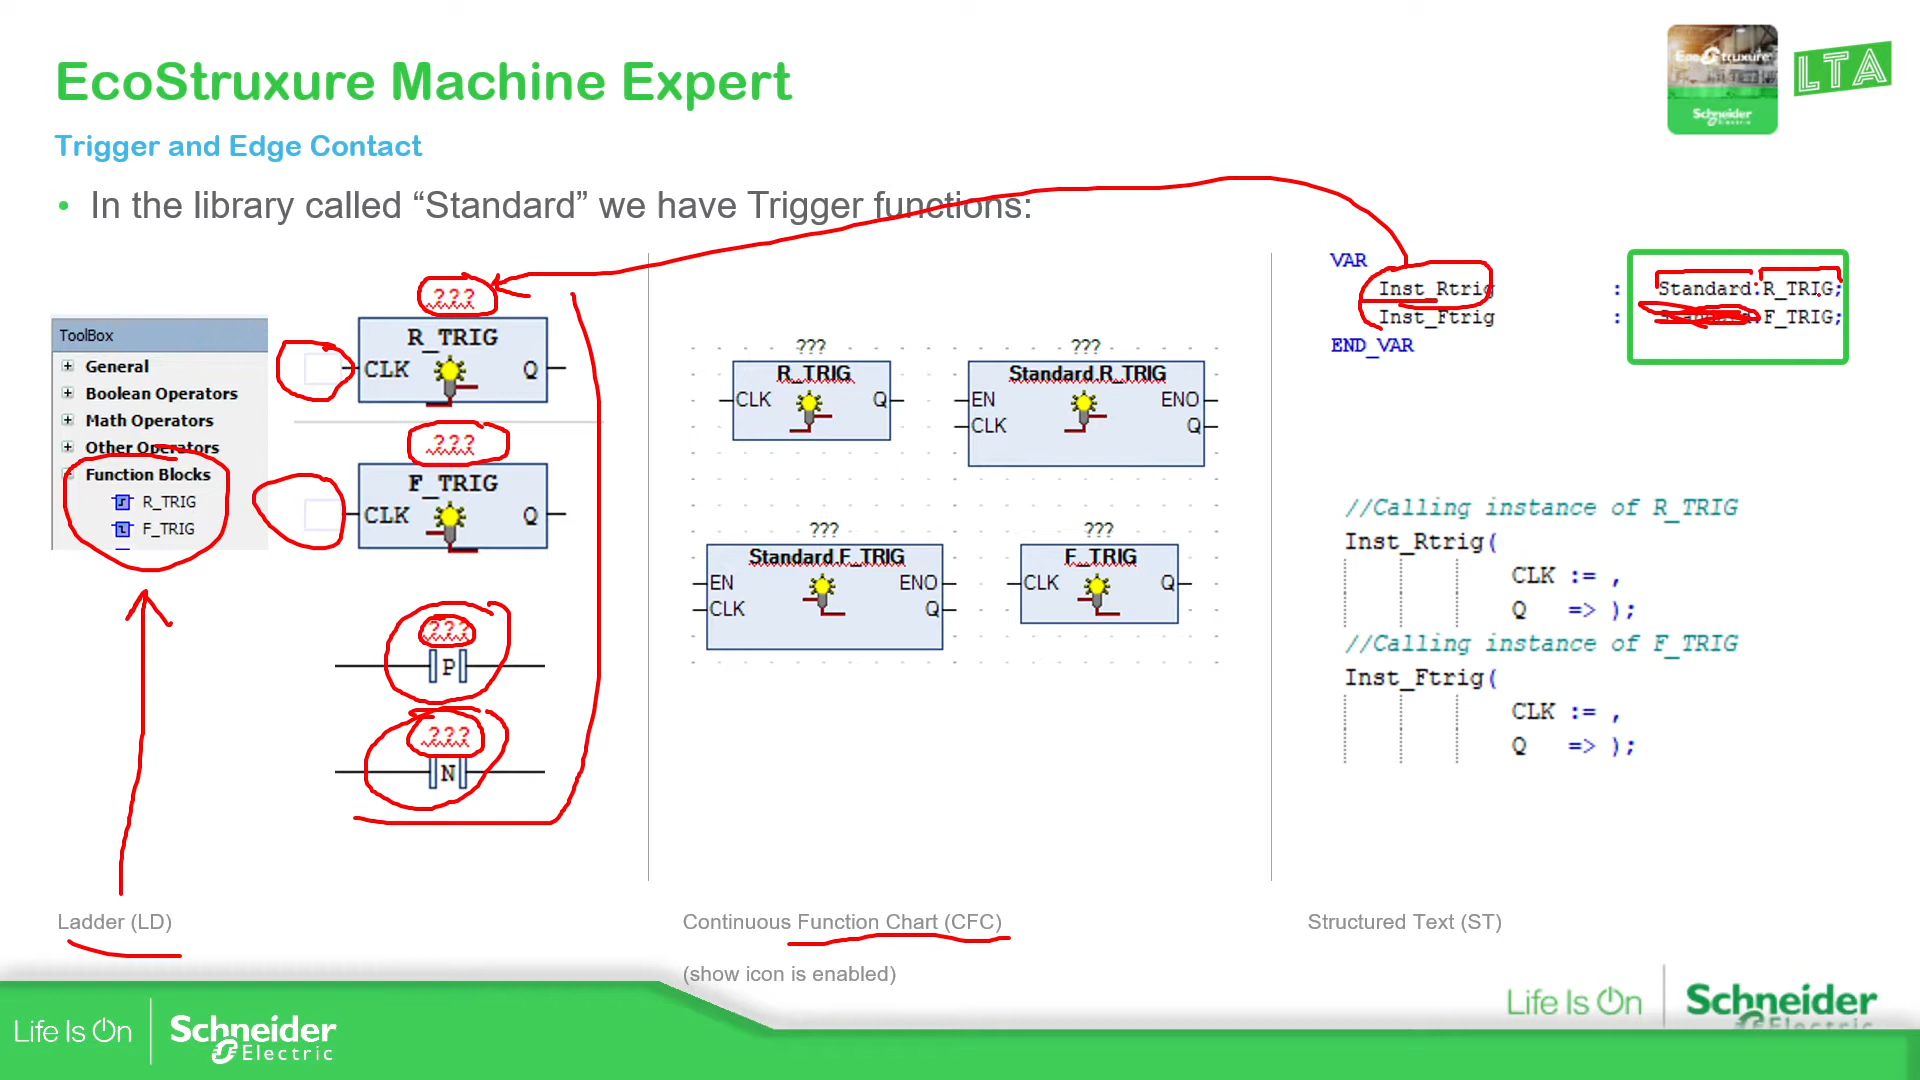 EcoStruxure Machine Expert
EcoStruxure
Schneider
Electric
LTA
Trigger and Edge Contact
• In the library called “Standard” we have Trigger functions:
ToolBox
General
Boolean Operators
Math Operators
Other Operators
Function Blocks
R_TRIG
F_TRIG
???
R_TRIG
CLK
Q
???
F_TRIG
CLK
Q
???
P
???
N
Ladder (LD)
???
R_TRIG
CLK
Q
???
Standard.R_TRIG
EN
ENO
CLK
Q
???
Standard.F_TRIG
EN
ENO
CLK
Q
???
F_TRIG
CLK
Q
Continuous Function Chart (CFC)
(show icon is enabled)
VAR
Inst_Rtrig : Standard.R_TRIG;
Inst_Ftrig : .F_TRIG;
END_VAR
//Calling instance of R_TRIG
Inst_Rtrig(
CLK := ,
Q => );
//Calling instance of F_TRIG
Inst_Ftrig(
CLK := ,
Q => );
Structured Text (ST)
Life Is On
Schneider
Electric
Life Is On
Schneider
Electric